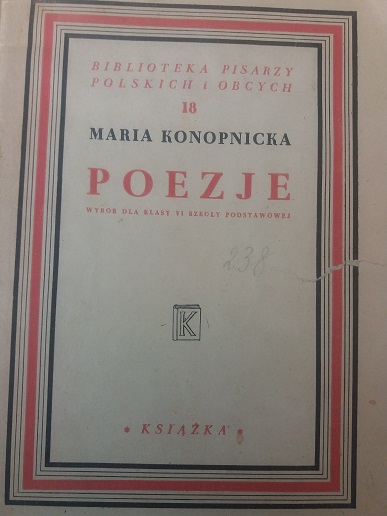 BIBLIOTEKA PISARZY
POLSKICH i OBCYCH
18
MARIA KONOPNICKA
POEZJE
WYBÓR DLA KLASY VI SZKOŁY PODSTAWOWEJ
238
K
* KSIĄŻKA *